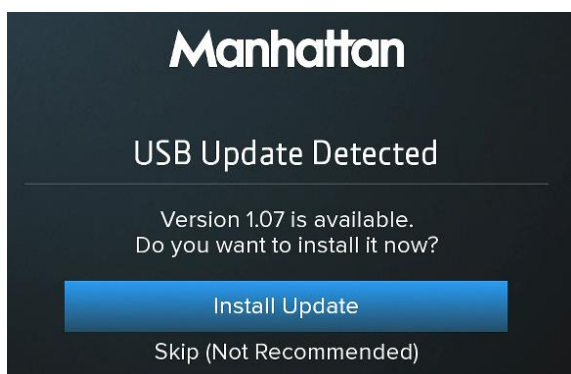 Manhattan
USB Update Detected
Version 1.07 is available.
Do you want to install it now?
Install Update
Skip (Not Recommended)